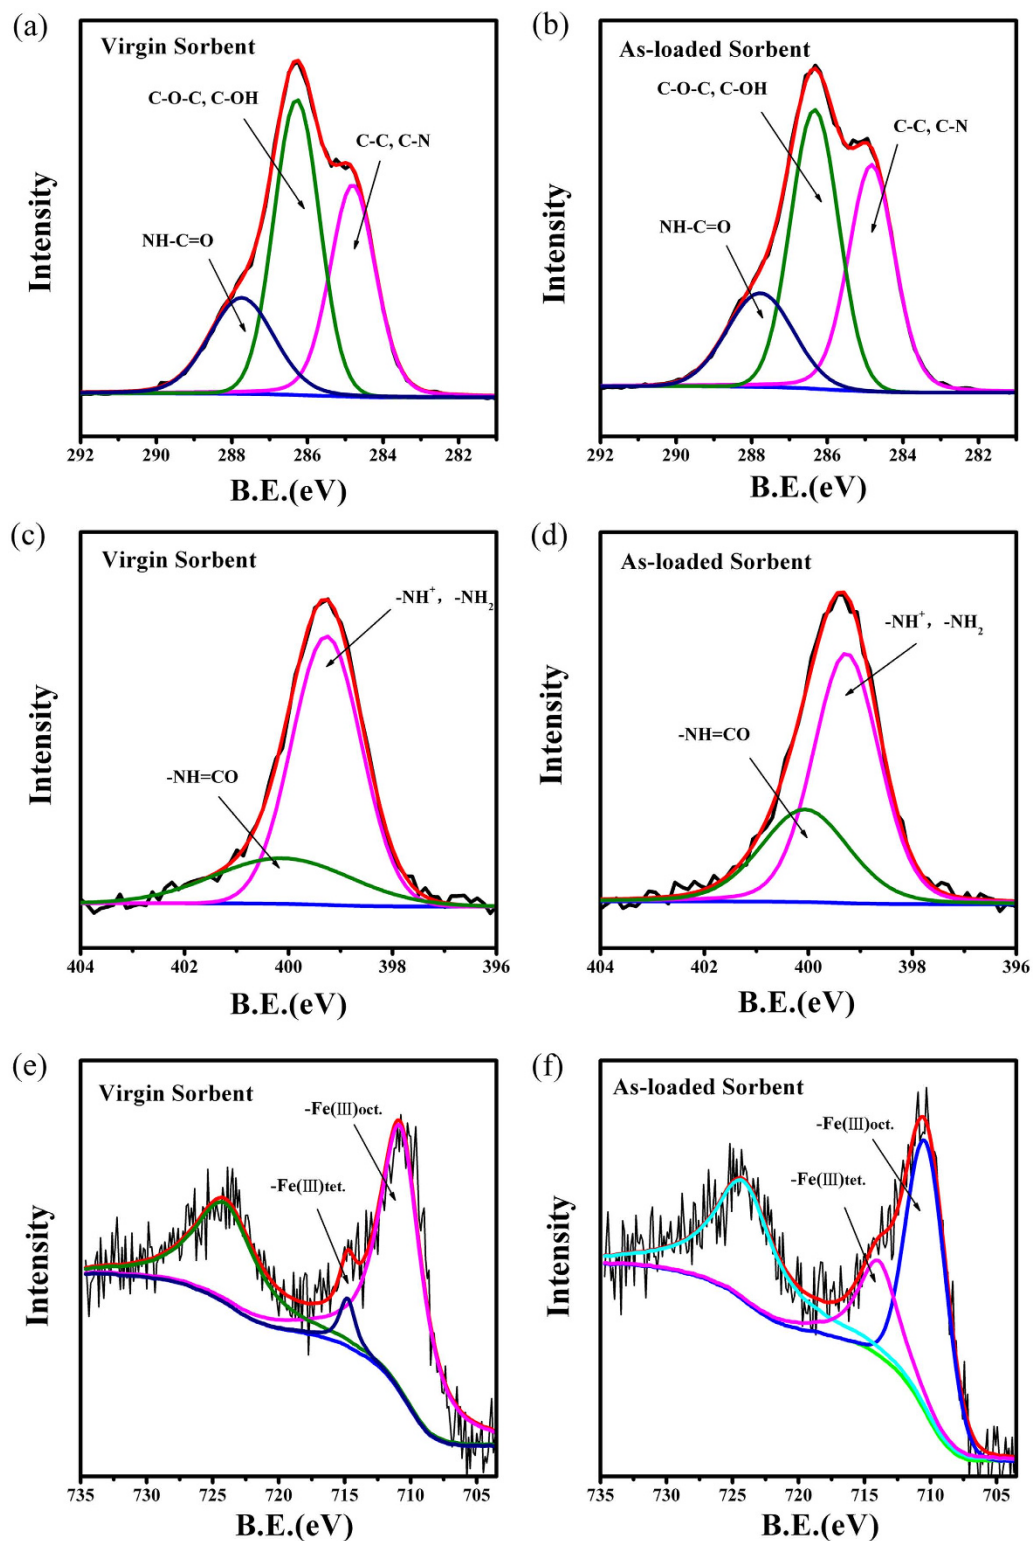 (a)
Virgin Sorbent
C-O-C, C-OH
C-C, C-N
NH-C=O
Intensity
292 290 288 286 284 282
B.E.(eV)
(b)
As-loaded Sorbent
C-O-C, C-OH
C-C, C-N
NH-C=O
Intensity
292 290 288 286 284 282
B.E.(eV)
(c)
Virgin Sorbent
-NH⁺, -NH₂
-NH=CO
Intensity
404 402 400 398 396
B.E.(eV)
(d)
As-loaded Sorbent
-NH⁺, -NH₂
-NH=CO
Intensity
404 402 400 398 396
B.E.(eV)
(e)
Virgin Sorbent
-Fe(III)oct.
-Fe(III)tet.
Intensity
735 730 725 720 715 710 705
B.E.(eV)
(f)
As-loaded Sorbent
-Fe(III)oct.
-Fe(III)tet.
Intensity
735 730 725 720 715 710 705
B.E.(eV)